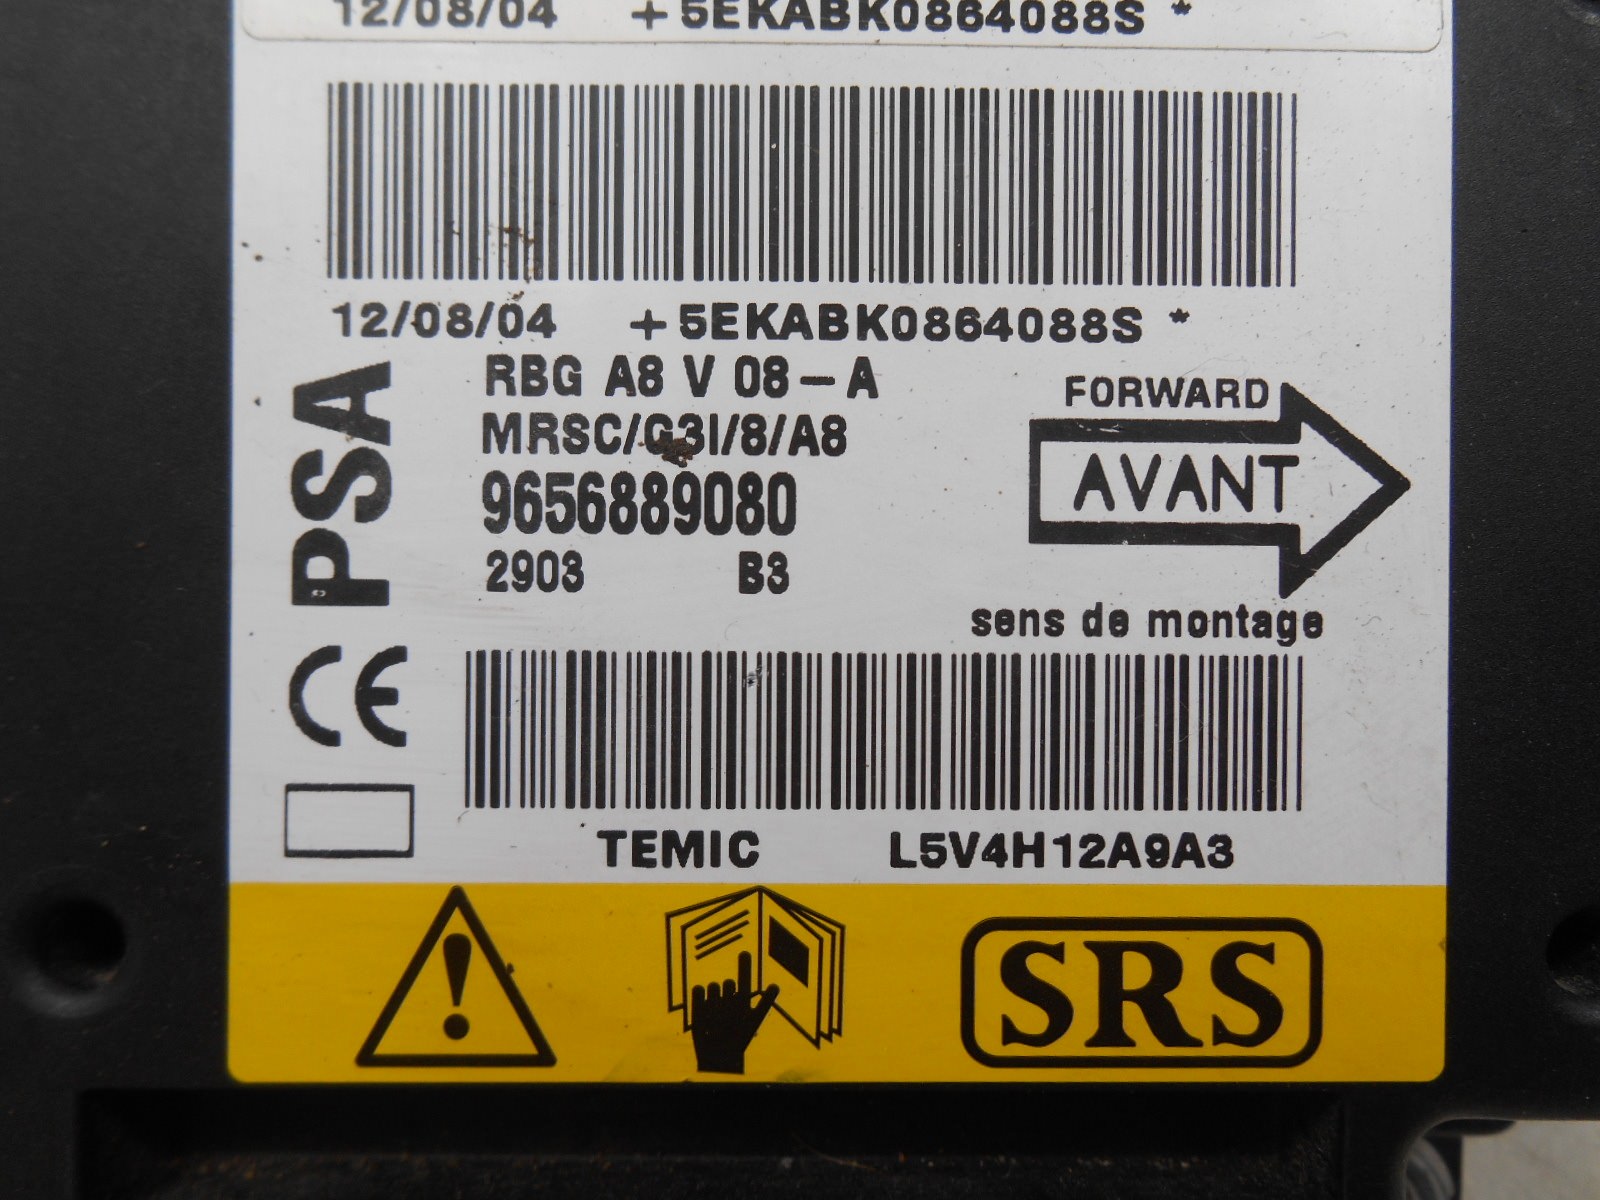 12/08/04 +5EKABK0864088S *
12/08/04 +5EKABK0864088S *
PSA
RBG A8 V 08-A
MRSC/G3I/8/A8
9656889080
2903 B3
FORWARD
AVANT
sens de montage
CE
TEMIC L5V4H12A9A3
SRS